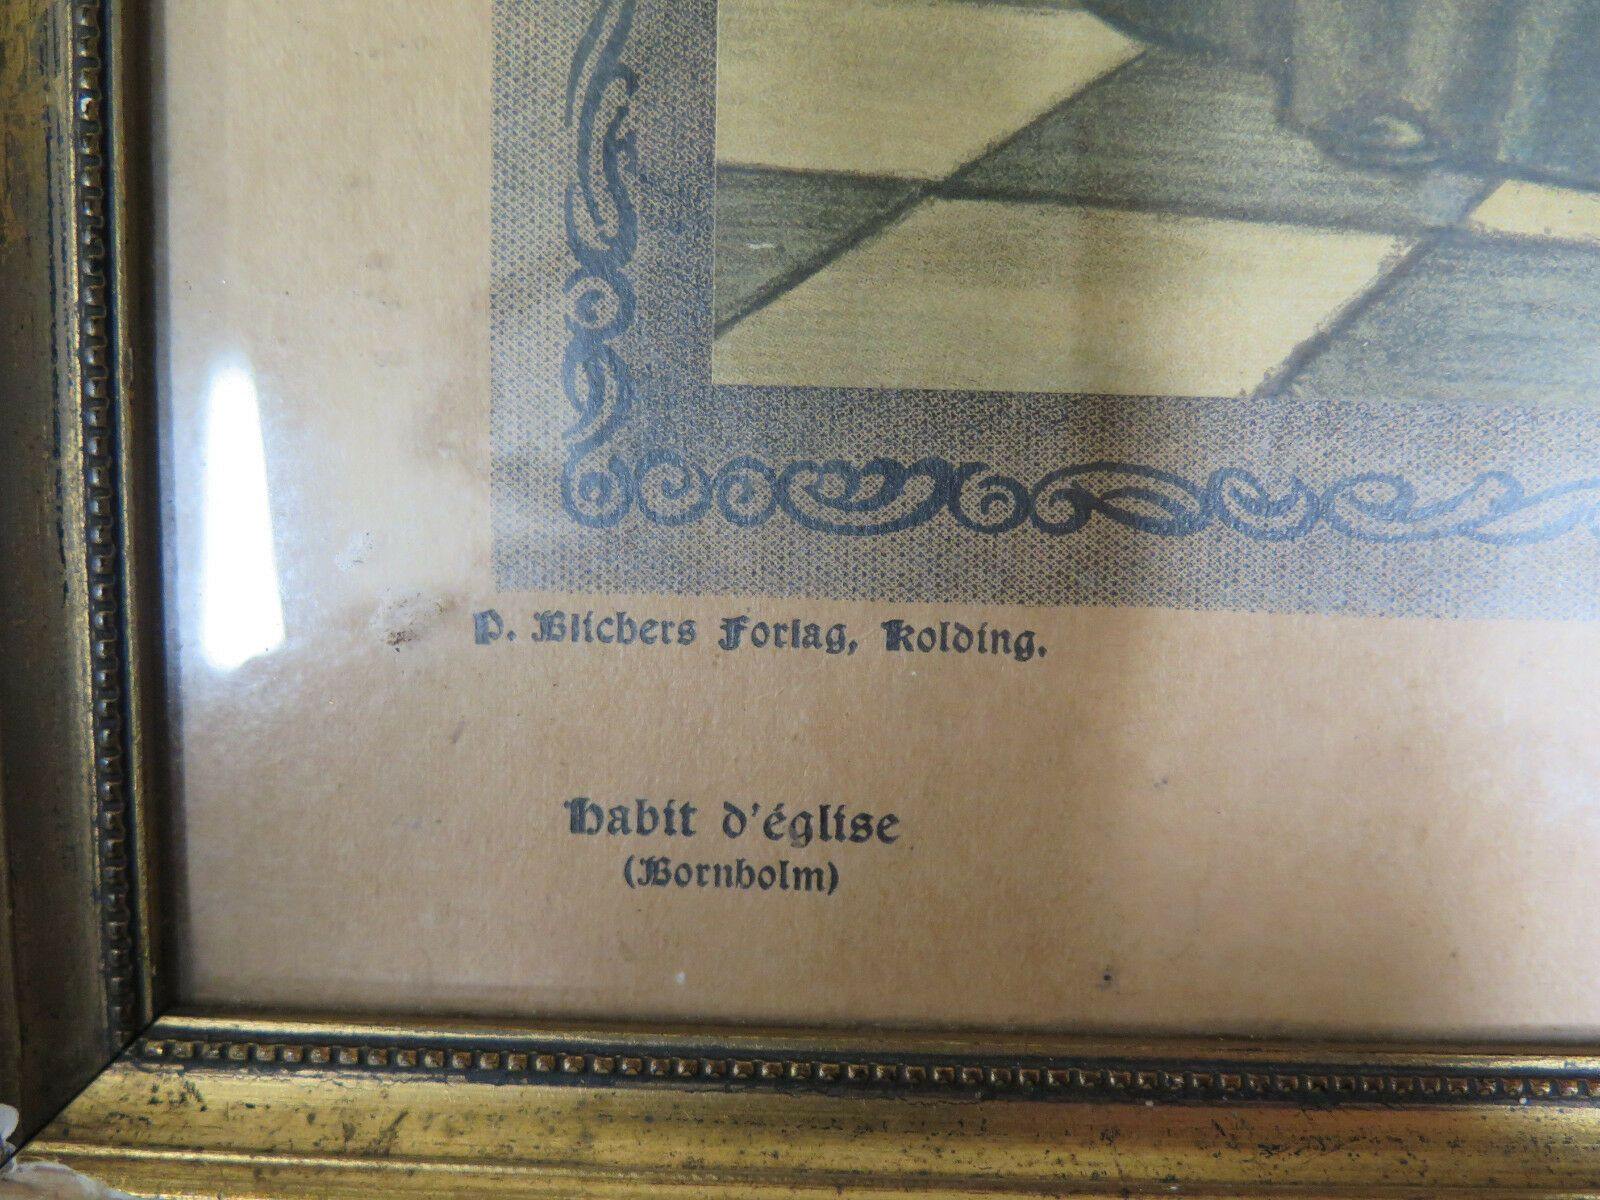 P. Blichers Forlag, Kolding.
Habit d'église
(Bornholm)